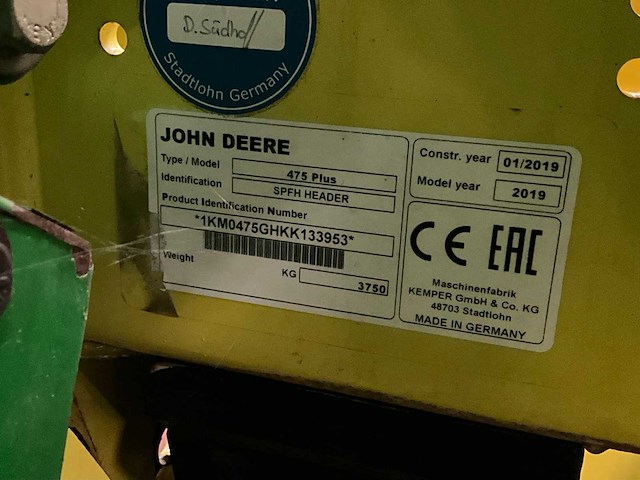 D. Südhoff
Stadtlohn Germany
JOHN DEERE
Type / Model
475 Plus
Identification
SPFH HEADER
Product Identification Number
*1KM0475GHKK133953*
Weight
KG
3750
Constr. year
01/2019
Model year
2019
CE EAC
Maschinenfabrik
KEMPER GmbH & Co. KG
48703 Stadtlohn
MADE IN GERMANY